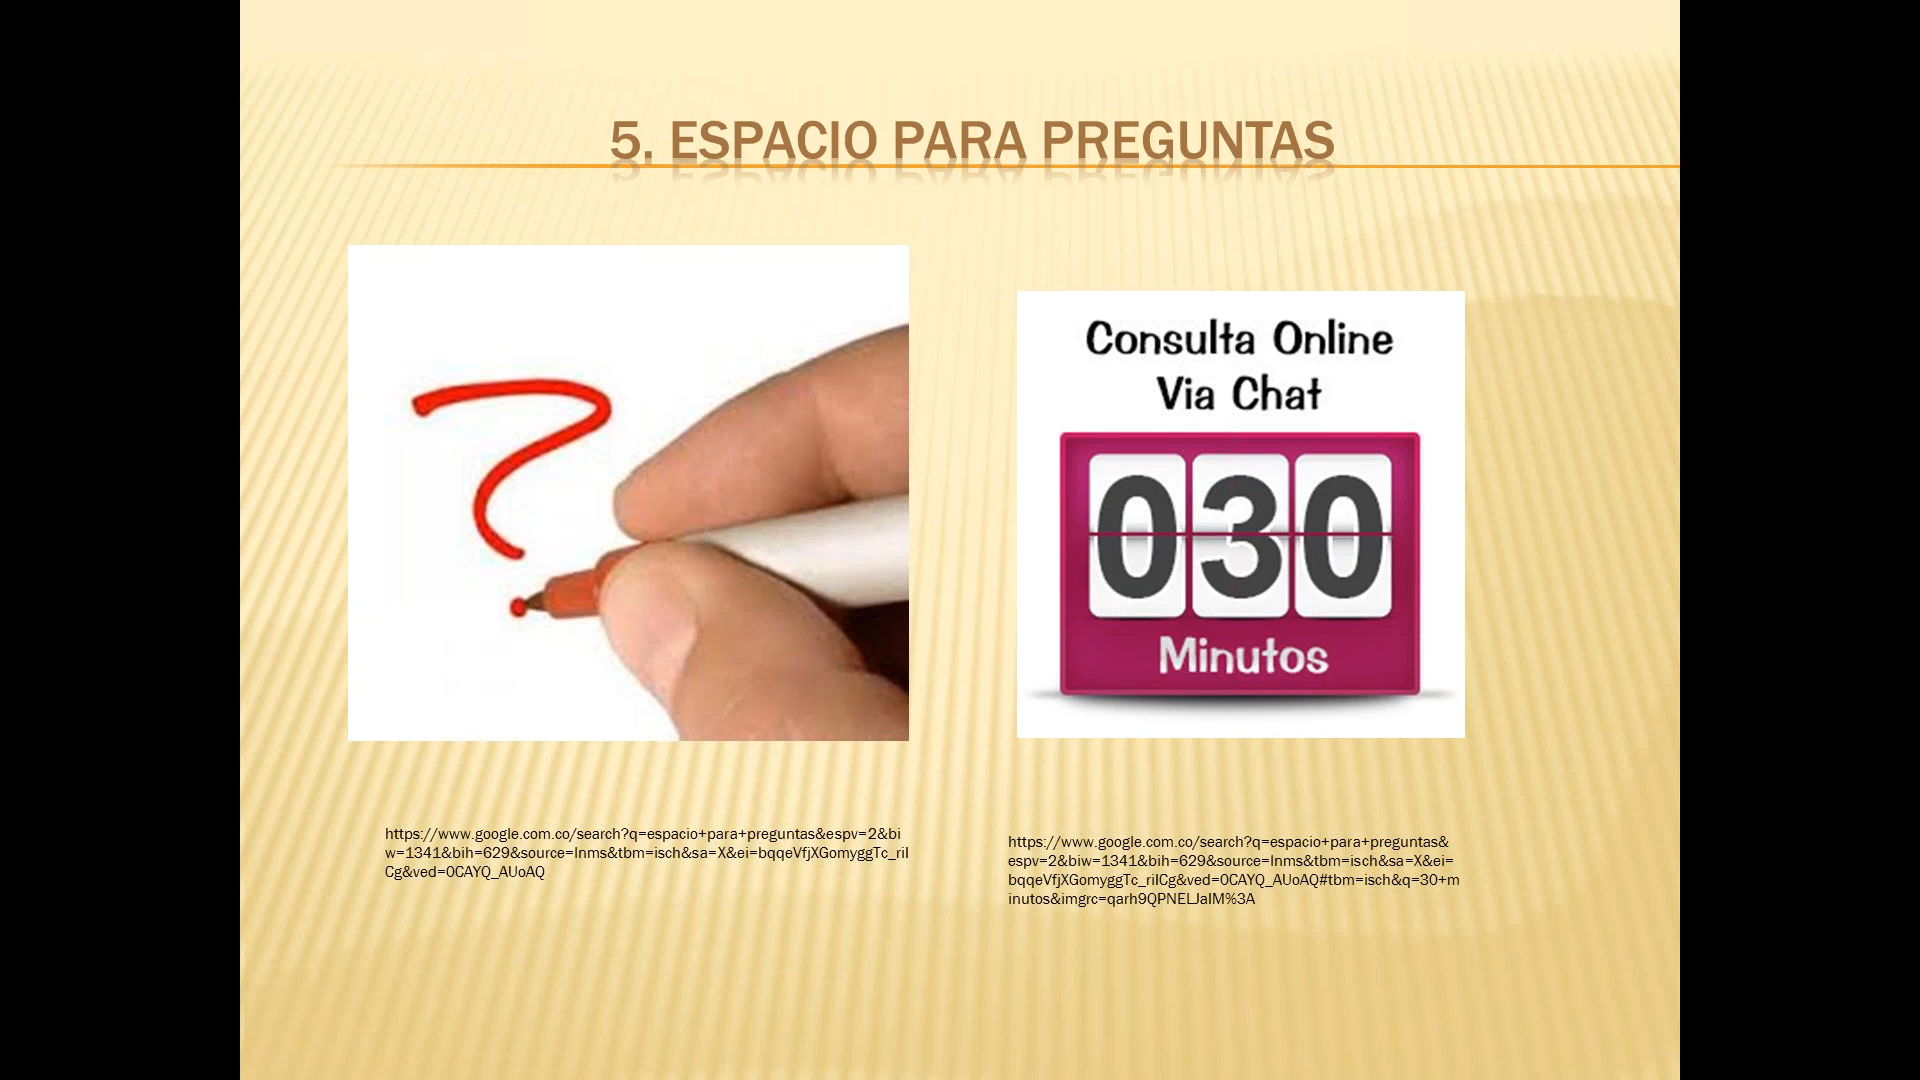 5. ESPACIO PARA PREGUNTAS
Consulta Online
Via Chat
030
Minutos
https://www.google.com.co/search?q=espacio+para+preguntas&espv=2&bi
w=1341&bih=629&source=lnms&tbm=isch&sa=X&ei=bqqeVfjXGomyggTc_riI
Cg&ved=0CAYQ_AUoAQ
https://www.google.com.co/search?q=espacio+para+preguntas&
espv=2&biw=1341&bih=629&source=lnms&tbm=isch&sa=X&ei=
bqqeVfjXGomyggTc_riICg&ved=0CAYQ_AUoAQ#tbm=isch&q=30+m
inutos&imgrc=qarh9QPNELJaIM%3A